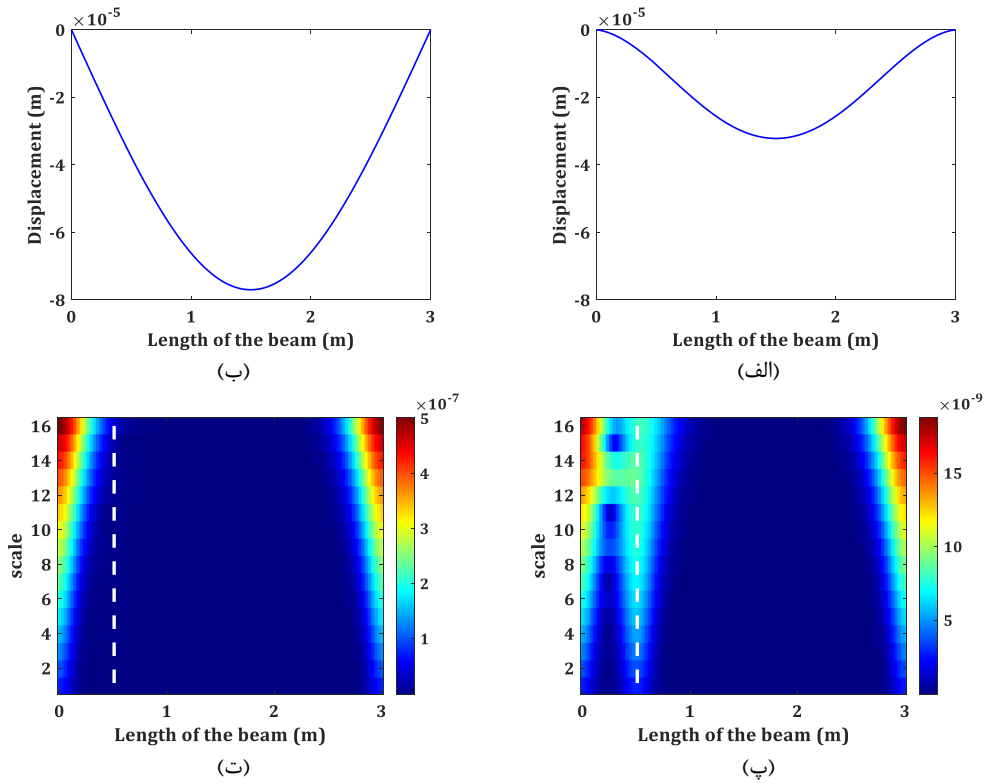 ×10⁻⁵
0
-2
-4
-6
-8
Displacement (m)
0 1 2 3
Length of the beam (m)
(ب)
×10⁻⁵
0
-2
-4
-6
-8
Displacement (m)
0 1 2 3
Length of the beam (m)
(الف)
×10⁻⁷
16
14
12
10
8
6
4
2
scale
0 1 2 3
Length of the beam (m)
5
4
3
2
1
(ت)
×10⁻⁹
16
14
12
10
8
6
4
2
scale
0 1 2 3
Length of the beam (m)
15
10
5
(پ)